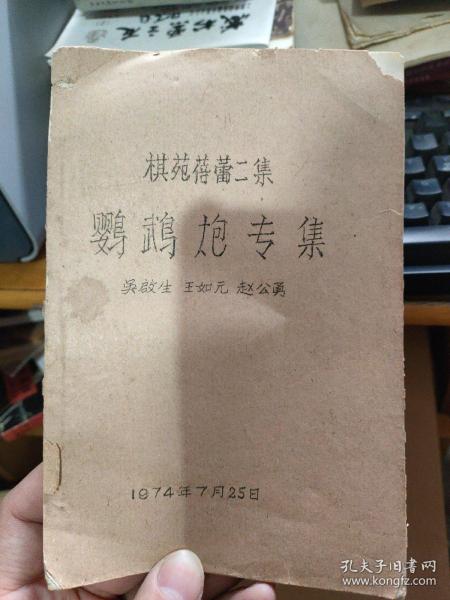 棋苑蓓蕾二集
鹦鹉炮专集
吴啟生 王如元 赵公勇
1974年7月25日
孔夫子旧书网
www.kongfz.com